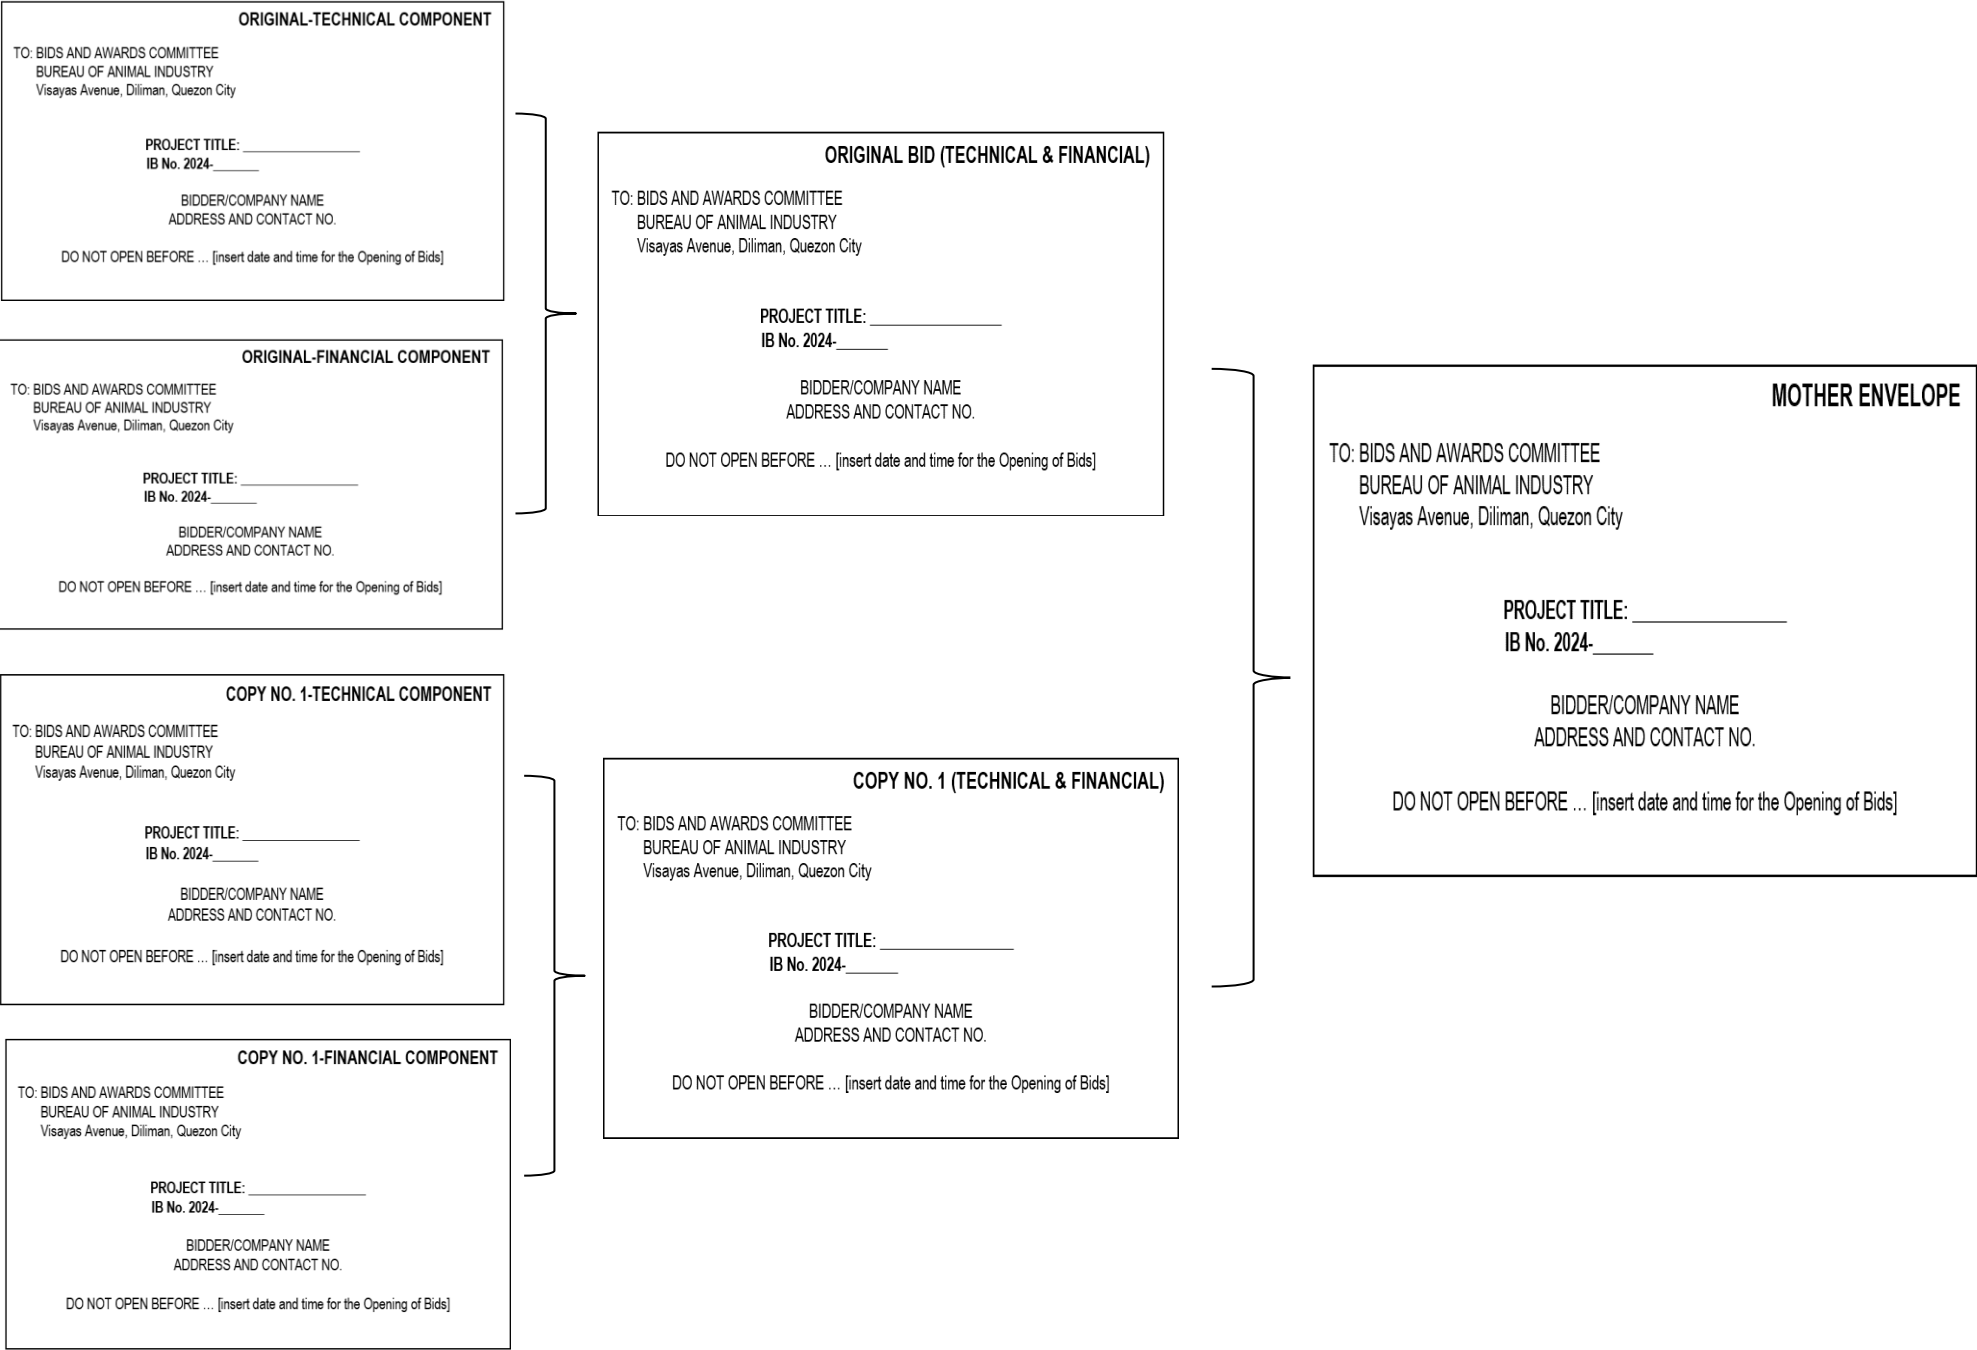 ORIGINAL-TECHNICAL COMPONENT
TO: BIDS AND AWARDS COMMITTEE
BUREAU OF ANIMAL INDUSTRY
Visayas Avenue, Diliman, Quezon City
PROJECT TITLE: _______________
IB No. 2024-______
BIDDER/COMPANY NAME
ADDRESS AND CONTACT NO.
DO NOT OPEN BEFORE … [insert date and time for the Opening of Bids]
ORIGINAL-FINANCIAL COMPONENT
TO: BIDS AND AWARDS COMMITTEE
BUREAU OF ANIMAL INDUSTRY
Visayas Avenue, Diliman, Quezon City
PROJECT TITLE: _______________
IB No. 2024-______
BIDDER/COMPANY NAME
ADDRESS AND CONTACT NO.
DO NOT OPEN BEFORE … [insert date and time for the Opening of Bids]
COPY NO. 1-TECHNICAL COMPONENT
TO: BIDS AND AWARDS COMMITTEE
BUREAU OF ANIMAL INDUSTRY
Visayas Avenue, Diliman, Quezon City
PROJECT TITLE: _______________
IB No. 2024-______
BIDDER/COMPANY NAME
ADDRESS AND CONTACT NO.
DO NOT OPEN BEFORE … [insert date and time for the Opening of Bids]
COPY NO. 1-FINANCIAL COMPONENT
TO: BIDS AND AWARDS COMMITTEE
BUREAU OF ANIMAL INDUSTRY
Visayas Avenue, Diliman, Quezon City
PROJECT TITLE: _______________
IB No. 2024-______
BIDDER/COMPANY NAME
ADDRESS AND CONTACT NO.
DO NOT OPEN BEFORE … [insert date and time for the Opening of Bids]
ORIGINAL BID (TECHNICAL & FINANCIAL)
TO: BIDS AND AWARDS COMMITTEE
BUREAU OF ANIMAL INDUSTRY
Visayas Avenue, Diliman, Quezon City
PROJECT TITLE: _______________
IB No. 2024-______
BIDDER/COMPANY NAME
ADDRESS AND CONTACT NO.
DO NOT OPEN BEFORE … [insert date and time for the Opening of Bids]
COPY NO. 1 (TECHNICAL & FINANCIAL)
TO: BIDS AND AWARDS COMMITTEE
BUREAU OF ANIMAL INDUSTRY
Visayas Avenue, Diliman, Quezon City
PROJECT TITLE: _______________
IB No. 2024-______
BIDDER/COMPANY NAME
ADDRESS AND CONTACT NO.
DO NOT OPEN BEFORE … [insert date and time for the Opening of Bids]
MOTHER ENVELOPE
TO: BIDS AND AWARDS COMMITTEE
BUREAU OF ANIMAL INDUSTRY
Visayas Avenue, Diliman, Quezon City
PROJECT TITLE: _______________
IB No. 2024-______
BIDDER/COMPANY NAME
ADDRESS AND CONTACT NO.
DO NOT OPEN BEFORE … [insert date and time for the Opening of Bids]